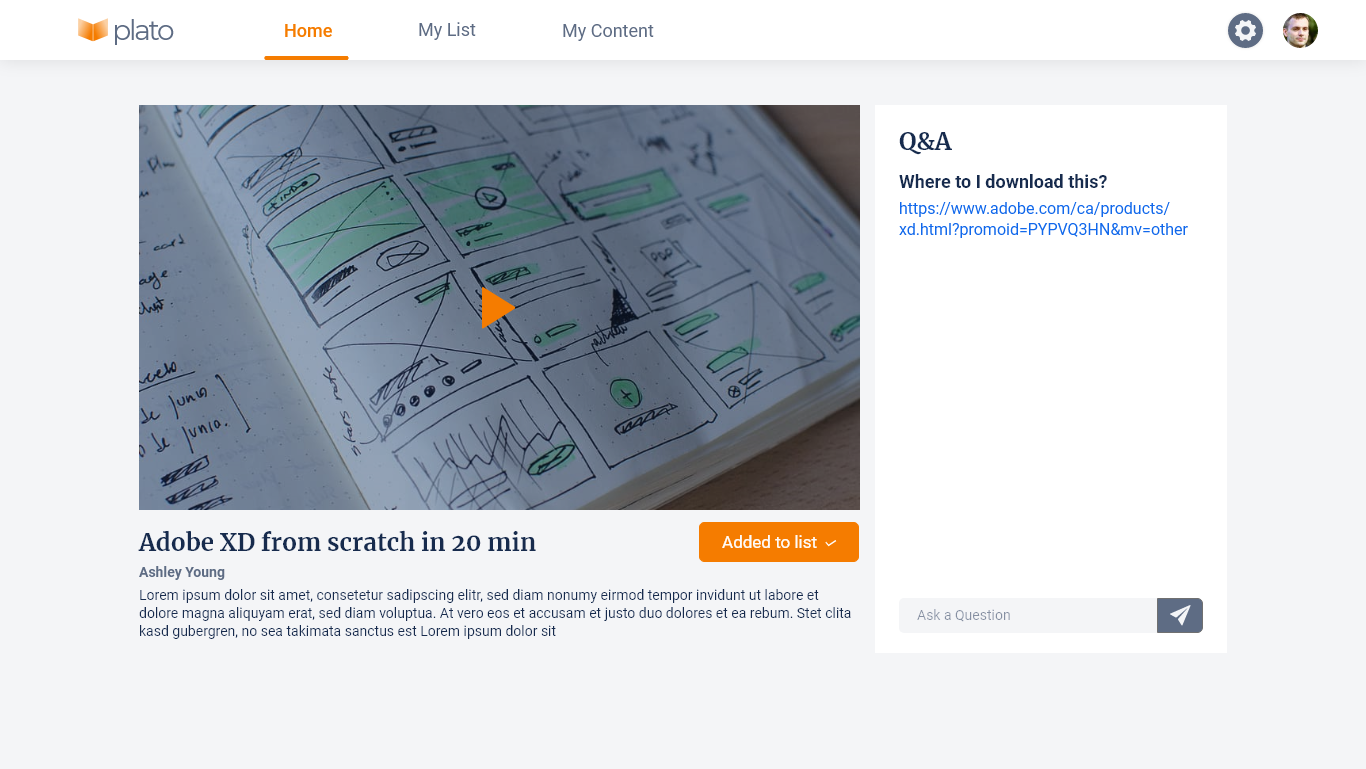 plato
Home
My List
My Content
Q&A
Where to I download this?
https://www.adobe.com/ca/products/
xd.html?promoid=PYPVQ3HN&mv=other
Adobe XD from scratch in 20 min
Added to list
Ashley Young
Lorem ipsum dolor sit amet, consetetur sadipscing elitr, sed diam nonumy eirmod tempor invidunt ut labore et
dolore magna aliquyam erat, sed diam voluptua. At vero eos et accusam et justo duo dolores et ea rebum. Stet clita
kasd gubergren, no sea takimata sanctus est Lorem ipsum dolor sit
Ask a Question